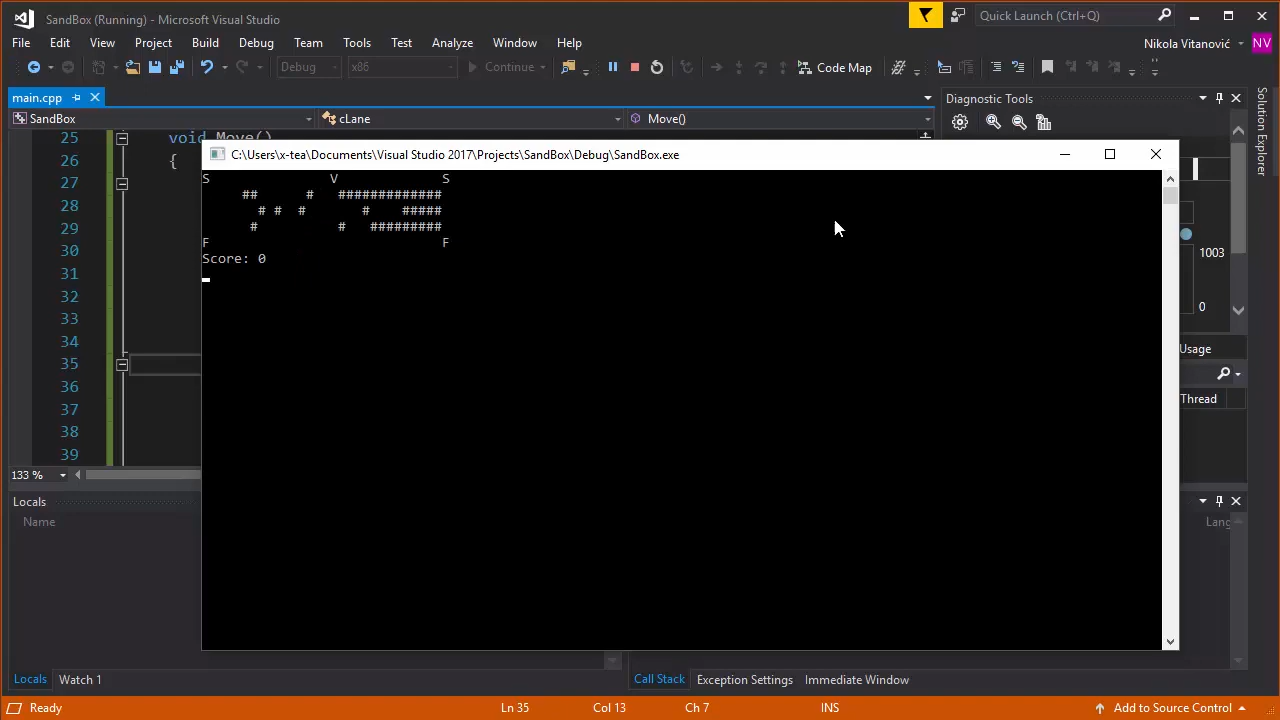 SandBox (Running) - Microsoft Visual Studio
Quick Launch (Ctrl+Q)
File Edit View Project Build Debug Team Tools Test Analyze Window Help
Nikola Vitanović NV
Debug x86 Continue Code Map
main.cpp
Diagnostic Tools
SandBox cLane Move()
Solution Explorer
25 void Move()
26 {
27
28
29
30
31
32
33
34
35
36
37
38
39
C:\Users\x-tea\Documents\Visual Studio 2017\Projects\SandBox\Debug\SandBox.exe
S V S
## # #############
# # # # #####
# # #########
F F
Score: 0
1003
0
Usage
Thread
133 %
Locals
Name
Lang
Locals Watch 1
Call Stack Exception Settings Immediate Window
Ready Ln 35 Col 13 Ch 7 INS Add to Source Control